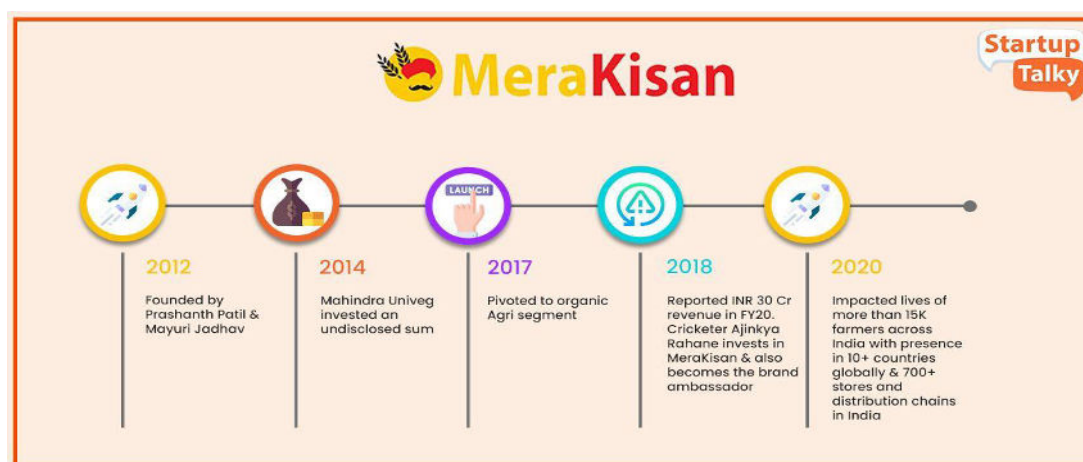 Startup
Talky
MeraKisan
LAUNCH
2012
Founded by
Prashanth Patil &
Mayuri Jadhav
2014
Mahindra Univeg
invested an
undisclosed sum
2017
Pivoted to organic
Agri segment
2018
Reported INR 30 Cr
revenue in FY20.
Cricketer Ajinkya
Rahane invests in
MeraKisan & also
becomes the brand
ambassador
2020
Impacted lives of
more than 15K
farmers across
India with presence
in 10+ countries
globally & 700+
stores and
distribution chains
in India